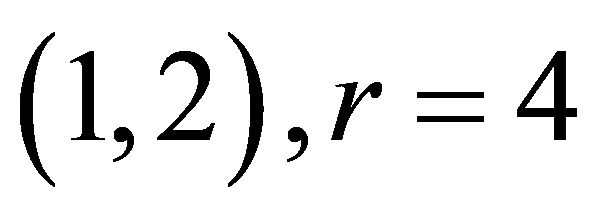 (1,2), r = 4